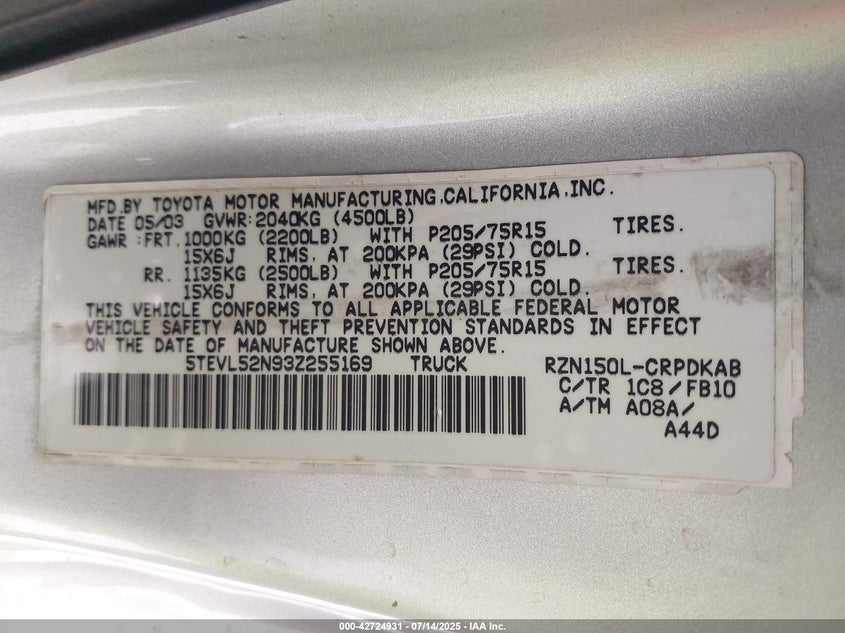 MFD.BY TOYOTA MOTOR MANUFACTURING,CALIFORNIA,INC.
DATE 05/03 GVWR:2040KG (4500LB)
GAWR :FRT.1000KG (2200LB) WITH P205/75R15 TIRES.
15X6J RIMS, AT 200KPA (29PSI) COLD.
RR. 1135KG (2500LB) WITH P205/75R15 TIRES.
15X6J RIMS, AT 200KPA (29PSI) COLD.
THIS VEHICLE CONFORMS TO ALL APPLICABLE FEDERAL MOTOR
VEHICLE SAFETY AND THEFT PREVENTION STANDARDS IN EFFECT
ON THE DATE OF MANUFACTURE SHOWN ABOVE.
5TEVL52N93Z255169 TRUCK RZN150L-CRPDKAB
C/TR 1C8/FB10
A/TM A08A/
A44D
000-42724931 - 07/14/2025 - IAA Inc.